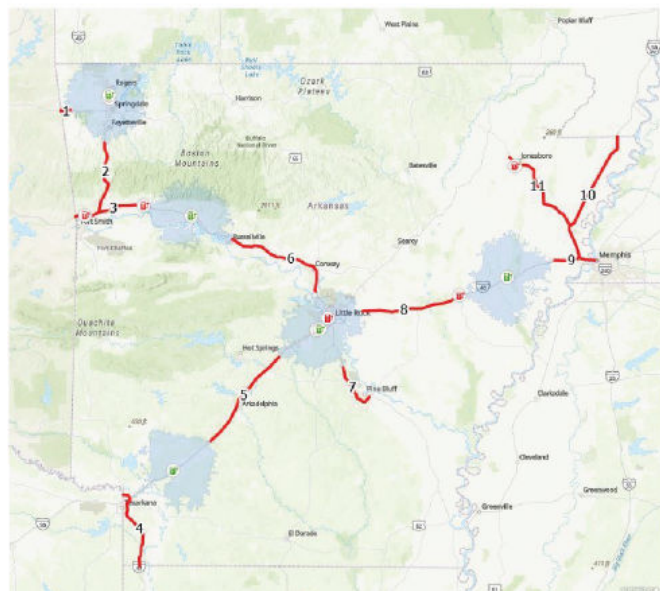 West Plains
Poplar Bluff
Rogers
Springdale
Fayetteville
Harrison
Ozark
Plateau
Boston
Mountains
Buffalo
National River
Batesville
Jonesboro
1
2
3
Fort Smith
Arkansas
Russellville
Searcy
6
Conway
11
10
9
Memphis
Ouachita
Mountains
Little Rock
8
Hot Springs
7
Pine Bluff
5
Arkadelphia
Clarksdale
Cleveland
Texarkana
4
Greenwood
Greenville
El Dorado